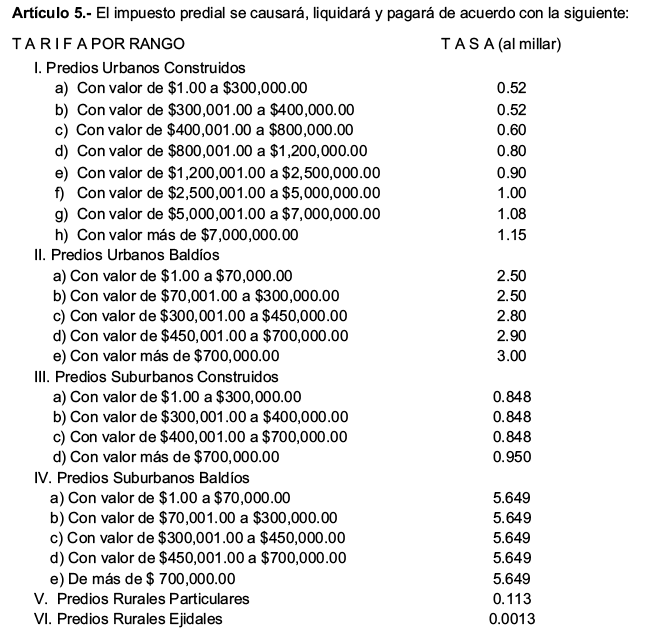 Artículo 5.- El impuesto predial se causará, liquidará y pagará de acuerdo con la siguiente:
T A R I F A POR RANGO T A S A (al millar)
I. Predios Urbanos Construidos
a) Con valor de $1.00 a $300,000.00 0.52
b) Con valor de $300,001.00 a $400,000.00 0.52
c) Con valor de $400,001.00 a $800,000.00 0.60
d) Con valor de $800,001.00 a $1,200,000.00 0.80
e) Con valor de $1,200,001.00 a $2,500,000.00 0.90
f) Con valor de $2,500,001.00 a $5,000,000.00 1.00
g) Con valor de $5,000,001.00 a $7,000,000.00 1.08
h) Con valor más de $7,000,000.00 1.15
II. Predios Urbanos Baldíos
a) Con valor de $1.00 a $70,000.00 2.50
b) Con valor de $70,001.00 a $300,000.00 2.50
c) Con valor de $300,001.00 a $450,000.00 2.80
d) Con valor de $450,001.00 a $700,000.00 2.90
e) Con valor más de $700,000.00 3.00
III. Predios Suburbanos Construidos
a) Con valor de $1.00 a $300,000.00 0.848
b) Con valor de $300,001.00 a $400,000.00 0.848
c) Con valor de $400,001.00 a $700,000.00 0.848
d) Con valor más de $700,000.00 0.950
IV. Predios Suburbanos Baldíos
a) Con valor de $1.00 a $70,000.00 5.649
b) Con valor de $70,001.00 a $300,000.00 5.649
c) Con valor de $300,001.00 a $450,000.00 5.649
d) Con valor de $450,001.00 a $700,000.00 5.649
e) De más de $ 700,000.00 5.649
V. Predios Rurales Particulares 0.113
VI. Predios Rurales Ejidales 0.0013